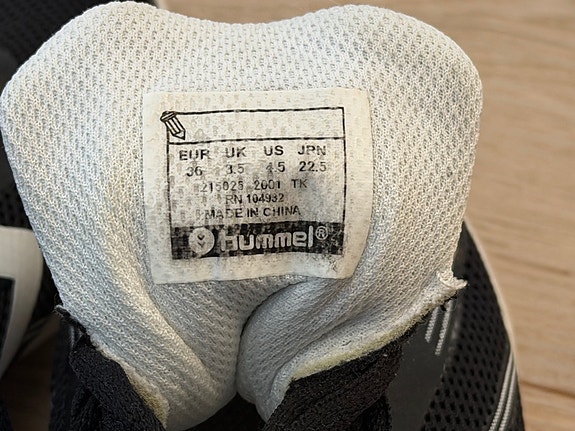 EUR UK US JPN
36 3.5 4.5 22.5
215025 2001 TK
RN 104932
MADE IN CHINA
hummel®